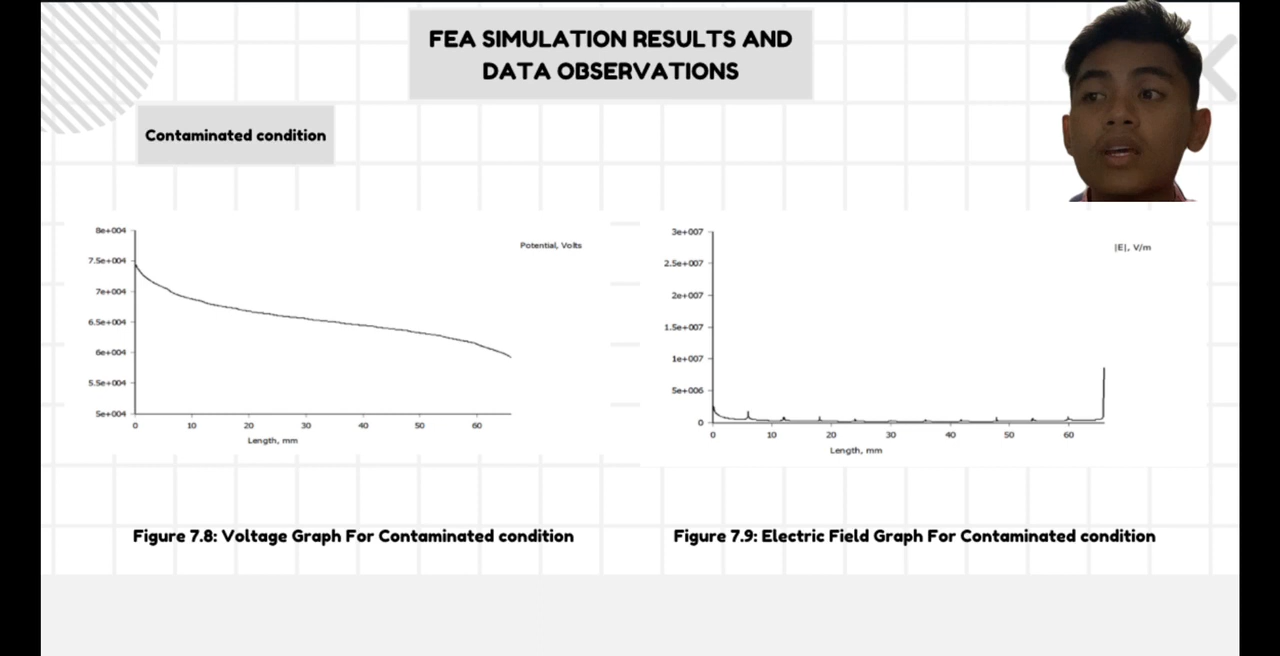 FEA SIMULATION RESULTS AND
DATA OBSERVATIONS
Contaminated condition
8e+004
7.5e+004
7e+004
6.5e+004
6e+004
5.5e+004
5e+004
0
10
20
30
40
50
60
Length, mm
Potential, Volts
3e+007
2.5e+007
2e+007
1.5e+007
1e+007
5e+006
0
0
10
20
30
40
50
60
Length, mm
|E|, V/m
Figure 7.8: Voltage Graph For Contaminated condition
Figure 7.9: Electric Field Graph For Contaminated condition